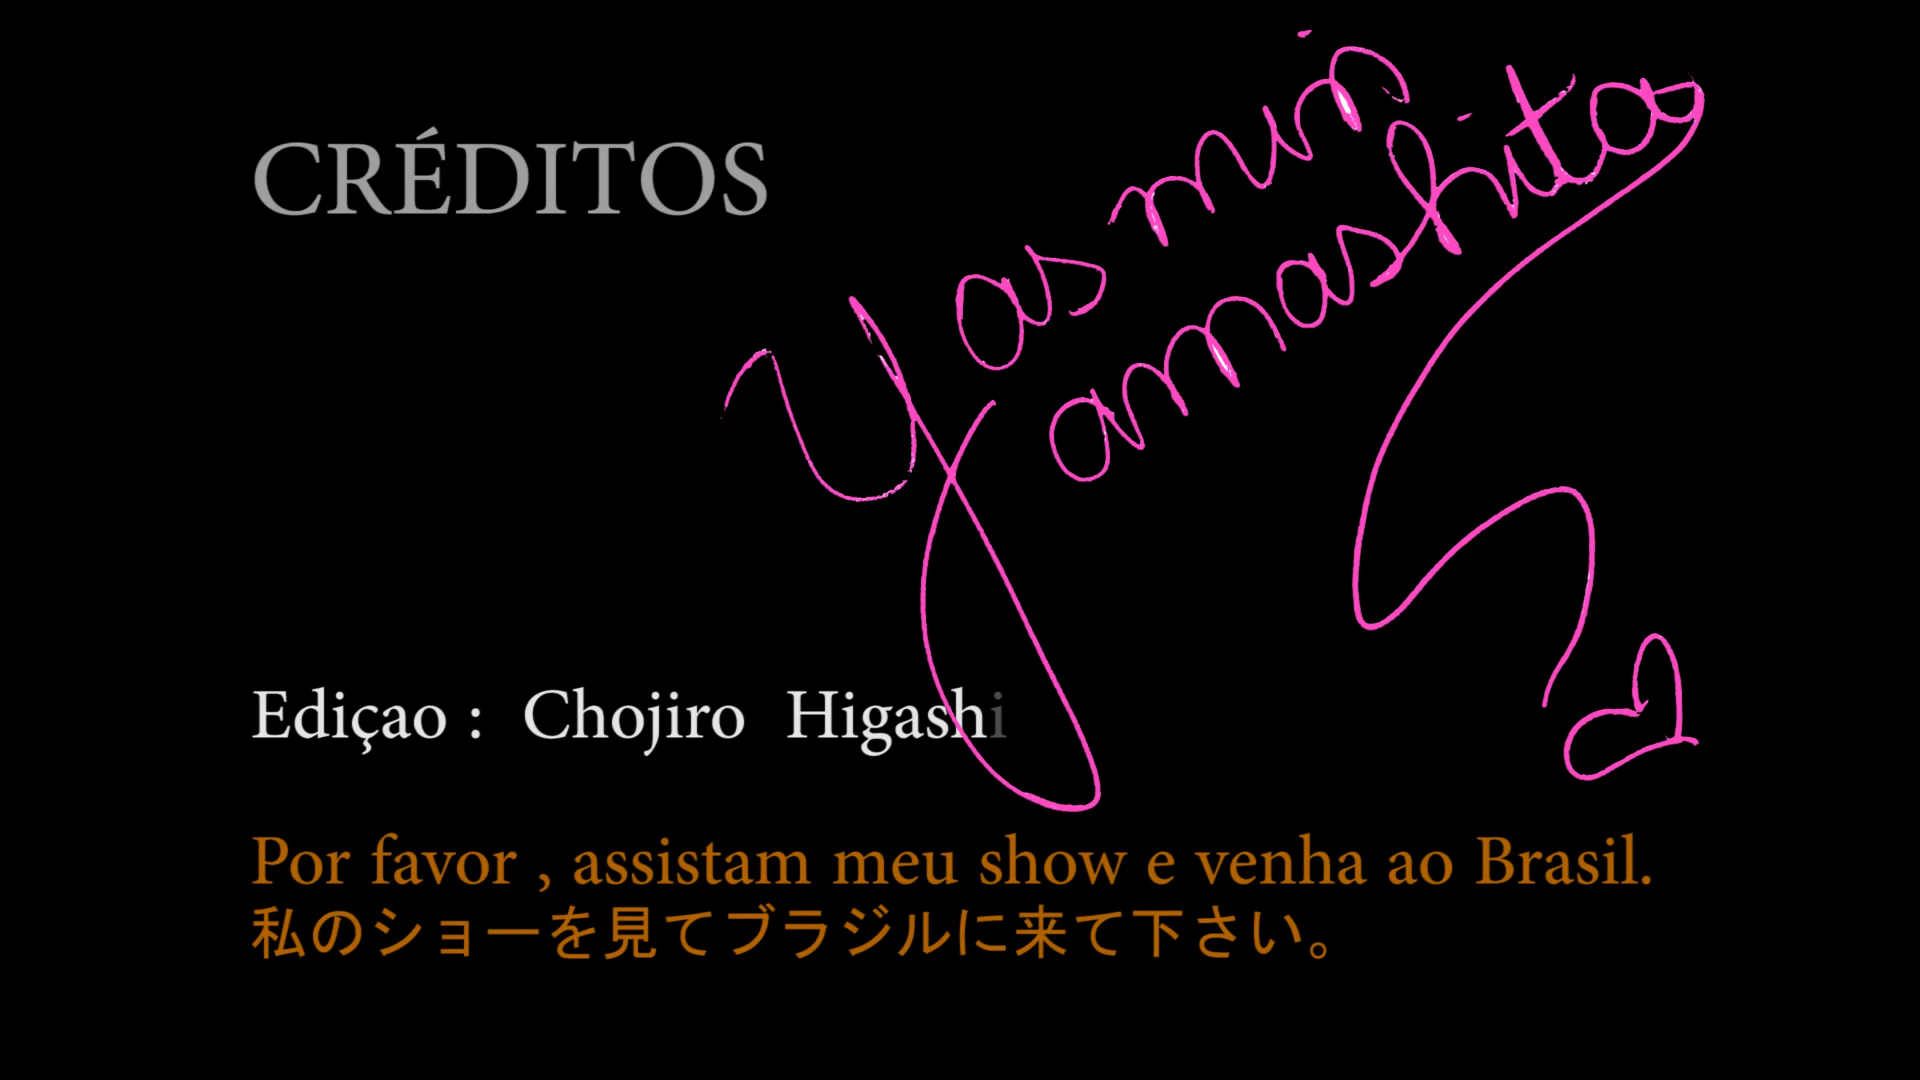 CRÉDITOS
Yasmin
Yamashita
Ediçao : Chojiro Higashi
Por favor , assistam meu show e venha ao Brasil.
私のショーを見てブラジルに来て下さい。